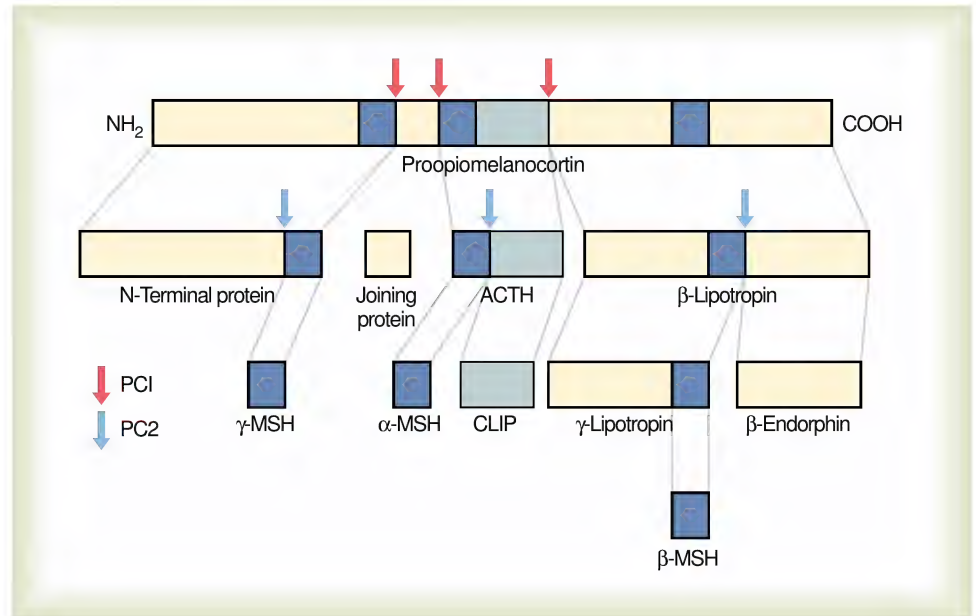 NH2
COOH
Proopiomelanocortin
N-Terminal protein
Joining
protein
ACTH
β-Lipotropin
PCI
PC2
γ-MSH
α-MSH
CLIP
γ-Lipotropin
β-Endorphin
β-MSH